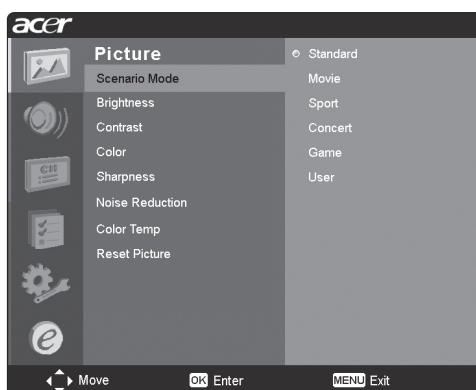 acer
Picture
Scenario Mode
Brightness
Contrast
Color
Sharpness
Noise Reduction
Color Temp
Reset Picture
Standard
Movie
Sport
Concert
Game
User
CH
e
Move OK Enter MENU Exit